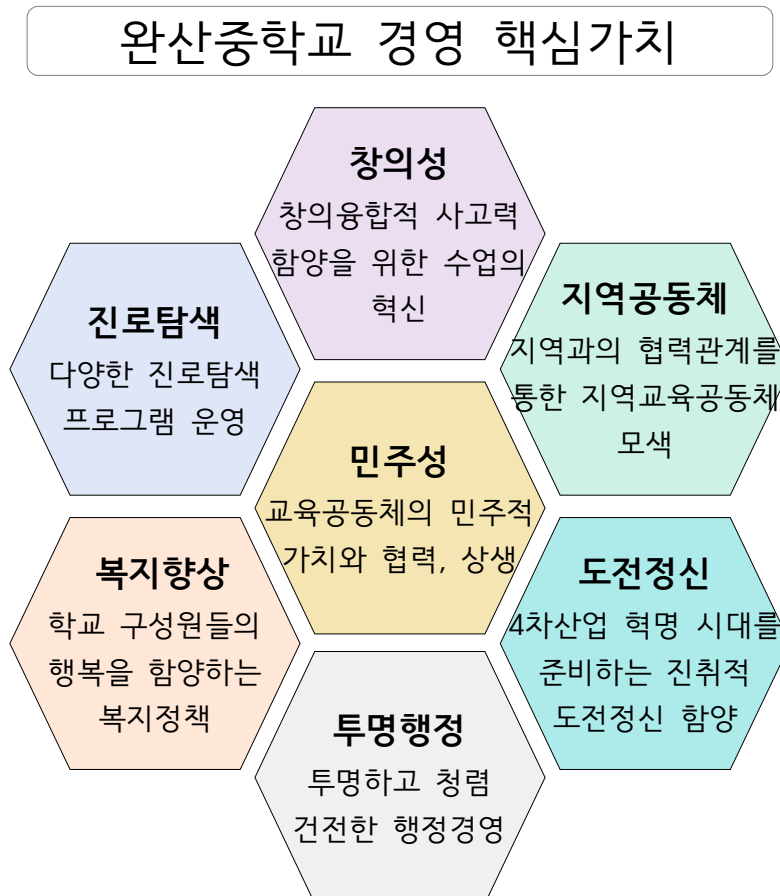 완산중학교 경영 핵심가치
창의성
창의융합적 사고력
함양을 위한 수업의
혁신
진로탐색
다양한 진로탐색
프로그램 운영
지역공동체
지역과의 협력관계를
통한 지역교육공동체
모색
민주성
교육공동체의 민주적
가치와 협력, 상생
복지향상
학교 구성원들의
행복을 함양하는
복지정책
도전정신
4차산업 혁명 시대를
준비하는 진취적
도전정신 함양
투명행정
투명하고 청렴
건전한 행정경영